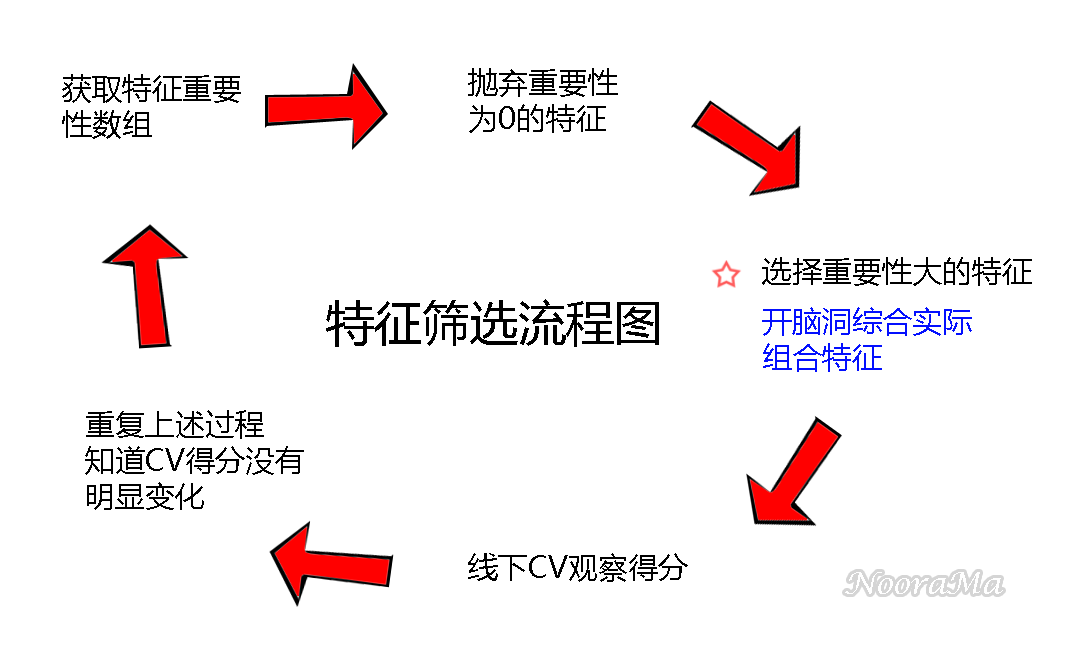 获取特征重要
性数组
抛弃重要性
为0的特征
选择重要性大的特征
开脑洞综合实际
组合特征
特征筛选流程图
重复上述过程
知道CV得分没有
明显变化
线下CV观察得分
NooraMa